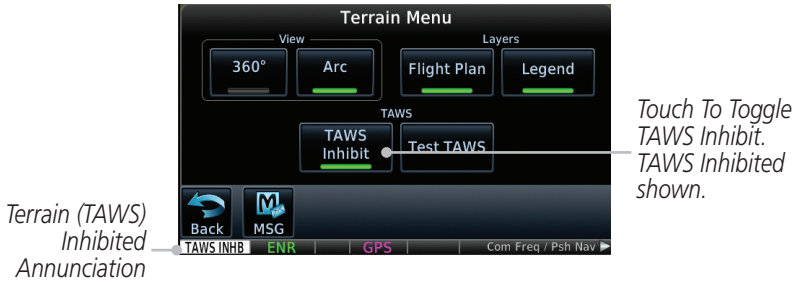 Terrain Menu
View
Layers
360°
Arc
Flight Plan
Legend
TAWS
TAWS
Inhibit
Test TAWS
Touch To Toggle
TAWS Inhibit.
TAWS Inhibited
shown.
Back
MSG
Terrain (TAWS)
Inhibited
Annunciation
TAWS INHB
ENR
GPS
Com Freq / Psh Nav